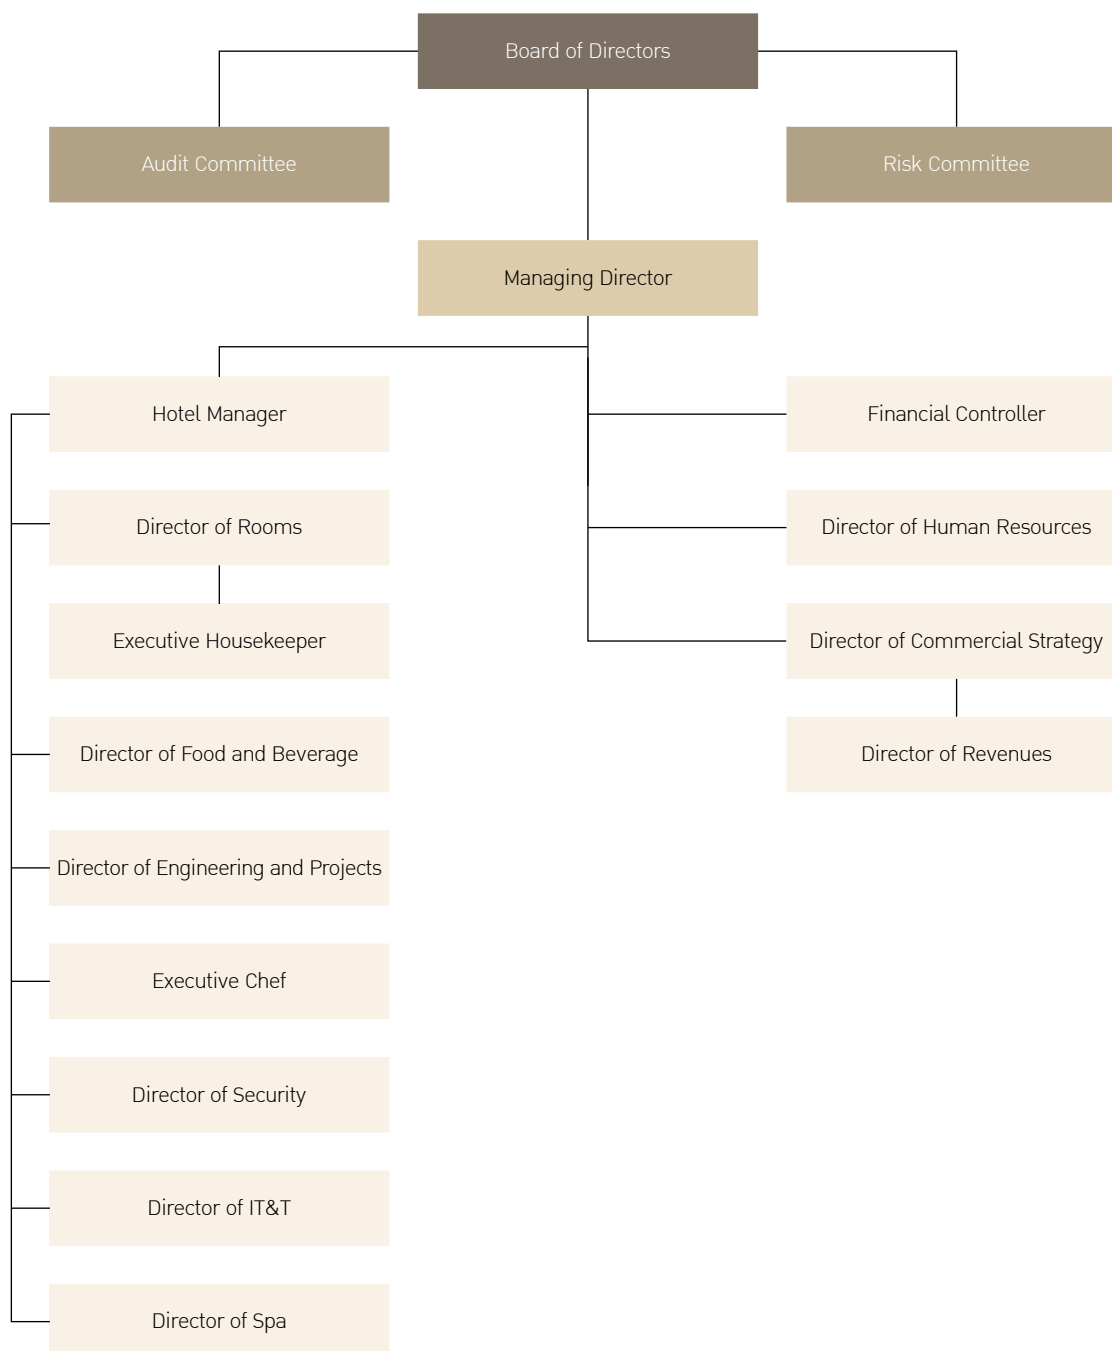 Board of Directors
Audit Committee
Risk Committee
Managing Director
Hotel Manager
Financial Controller
Director of Rooms
Director of Human Resources
Executive Housekeeper
Director of Commercial Strategy
Director of Food and Beverage
Director of Revenues
Director of Engineering and Projects
Executive Chef
Director of Security
Director of IT&T
Director of Spa